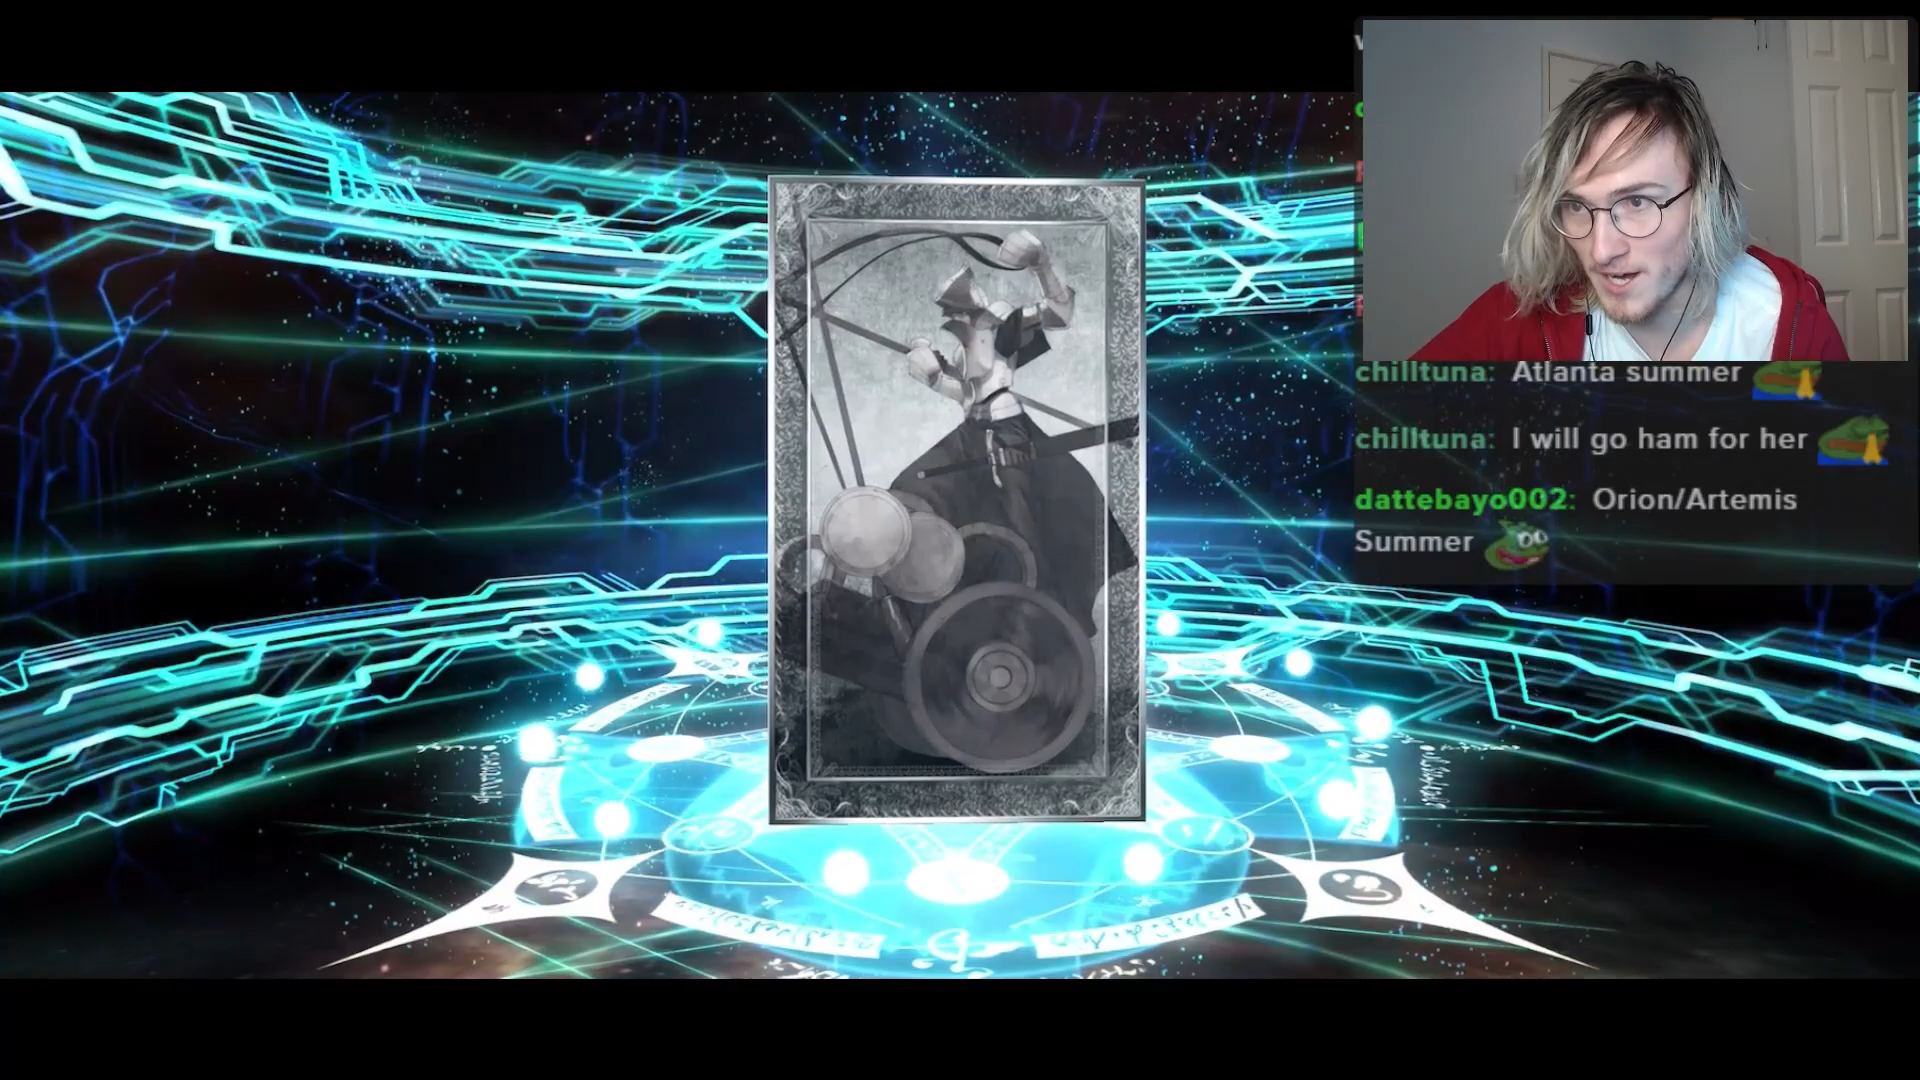 chilltuna: Atlanta summer
chilltuna: I will go ham for her
dattebayo002: Orion/Artemis
Summer